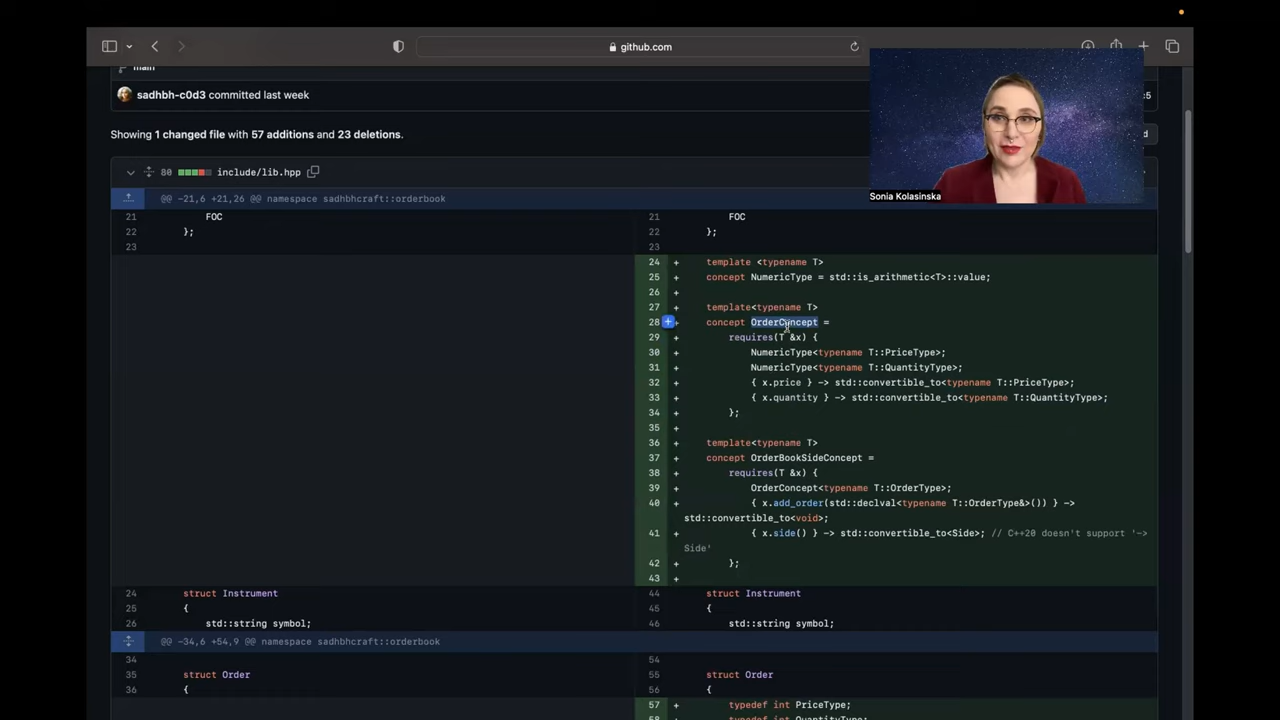 github.com
main
sadhbh-c0d3 committed last week
Showing 1 changed file with 57 additions and 23 deletions.
80 include/lib.hpp
@@ -21,6 +21,26 @@ namespace sadhbhcraft::orderbook
21 FOC
22 };
23
21 FOC
22 };
23
24 + template <typename T>
25 + concept NumericType = std::is_arithmetic<T>::value;
26 +
27 + template<typename T>
28 + concept OrderConcept =
29 + requires(T &x) {
30 + NumericType<typename T::PriceType>;
31 + NumericType<typename T::QuantityType>;
32 + { x.price } -> std::convertible_to<typename T::PriceType>;
33 + { x.quantity } -> std::convertible_to<typename T::QuantityType>;
34 + };
35 +
36 + template<typename T>
37 + concept OrderBookSideConcept =
38 + requires(T &x) {
39 + OrderConcept<typename T::OrderType>;
40 + { x.add_order(std::declval<typename T::OrderType&>()) } ->
std::convertible_to<void>;
41 + { x.side() } -> std::convertible_to<Side>; // C++20 doesn't support '->
Side'
42 + };
43 +
24 struct Instrument
25 {
26 std::string symbol;
44 struct Instrument
45 {
46 std::string symbol;
@@ -34,6 +54,9 @@ namespace sadhbhcraft::orderbook
34
35 struct Order
36 {
54
55 struct Order
56 {
57 + typedef int PriceType;
Sonia Kolasinska